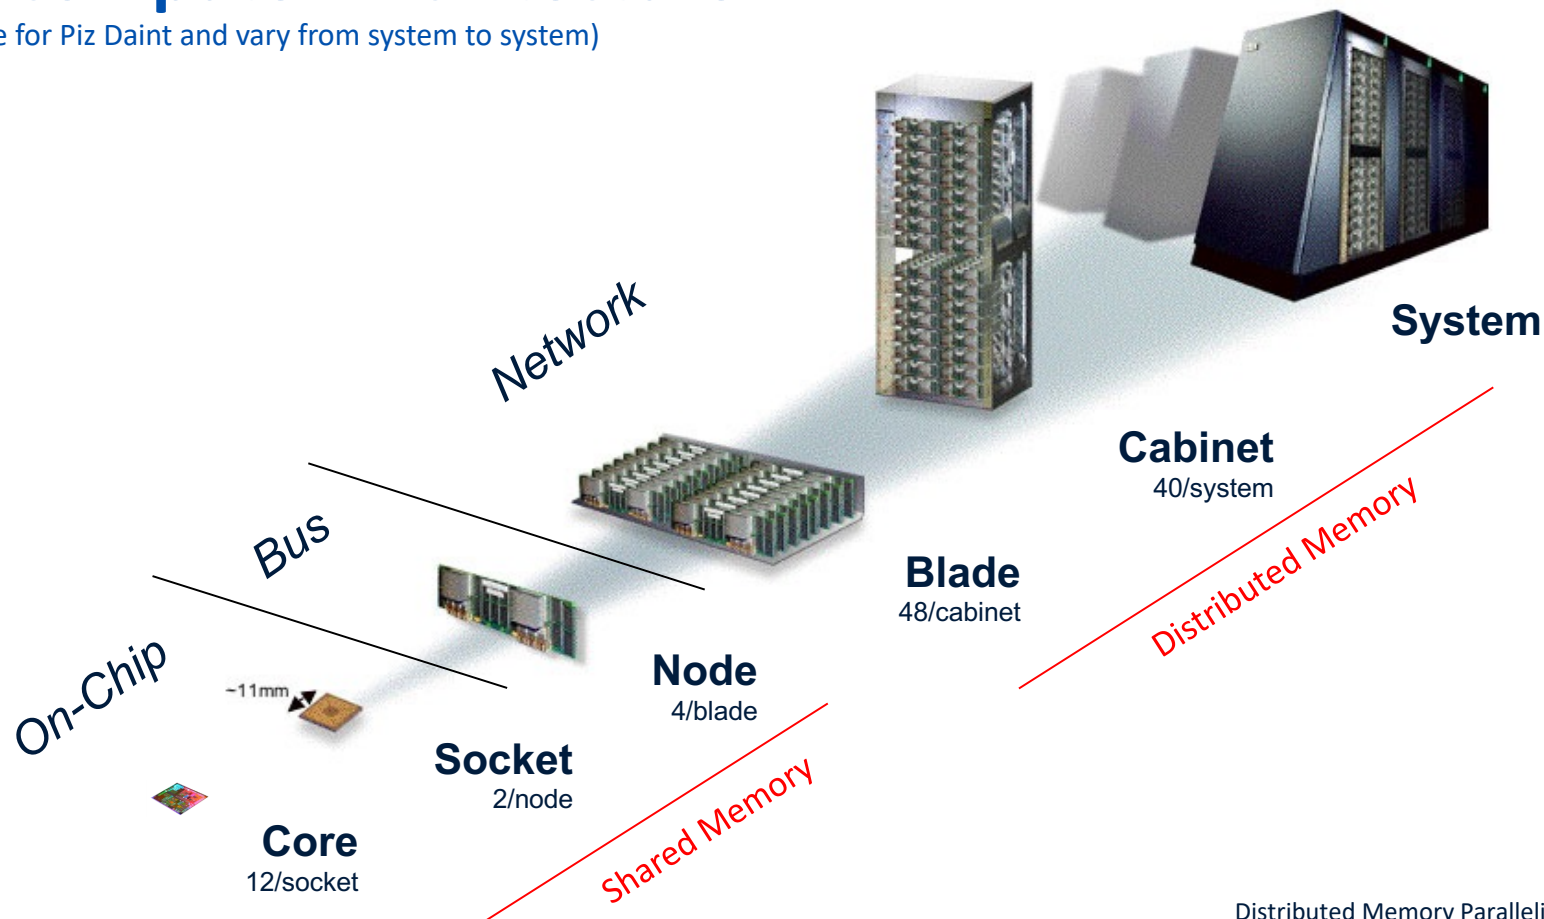 e for Piz Daint and vary from system to system)
System
Network
Cabinet
40/system
Distributed Memory
Bus
Blade
48/cabinet
On-Chip
~11mm
Node
4/blade
Socket
2/node
Shared Memory
Core
12/socket
Distributed Memory Paralleli